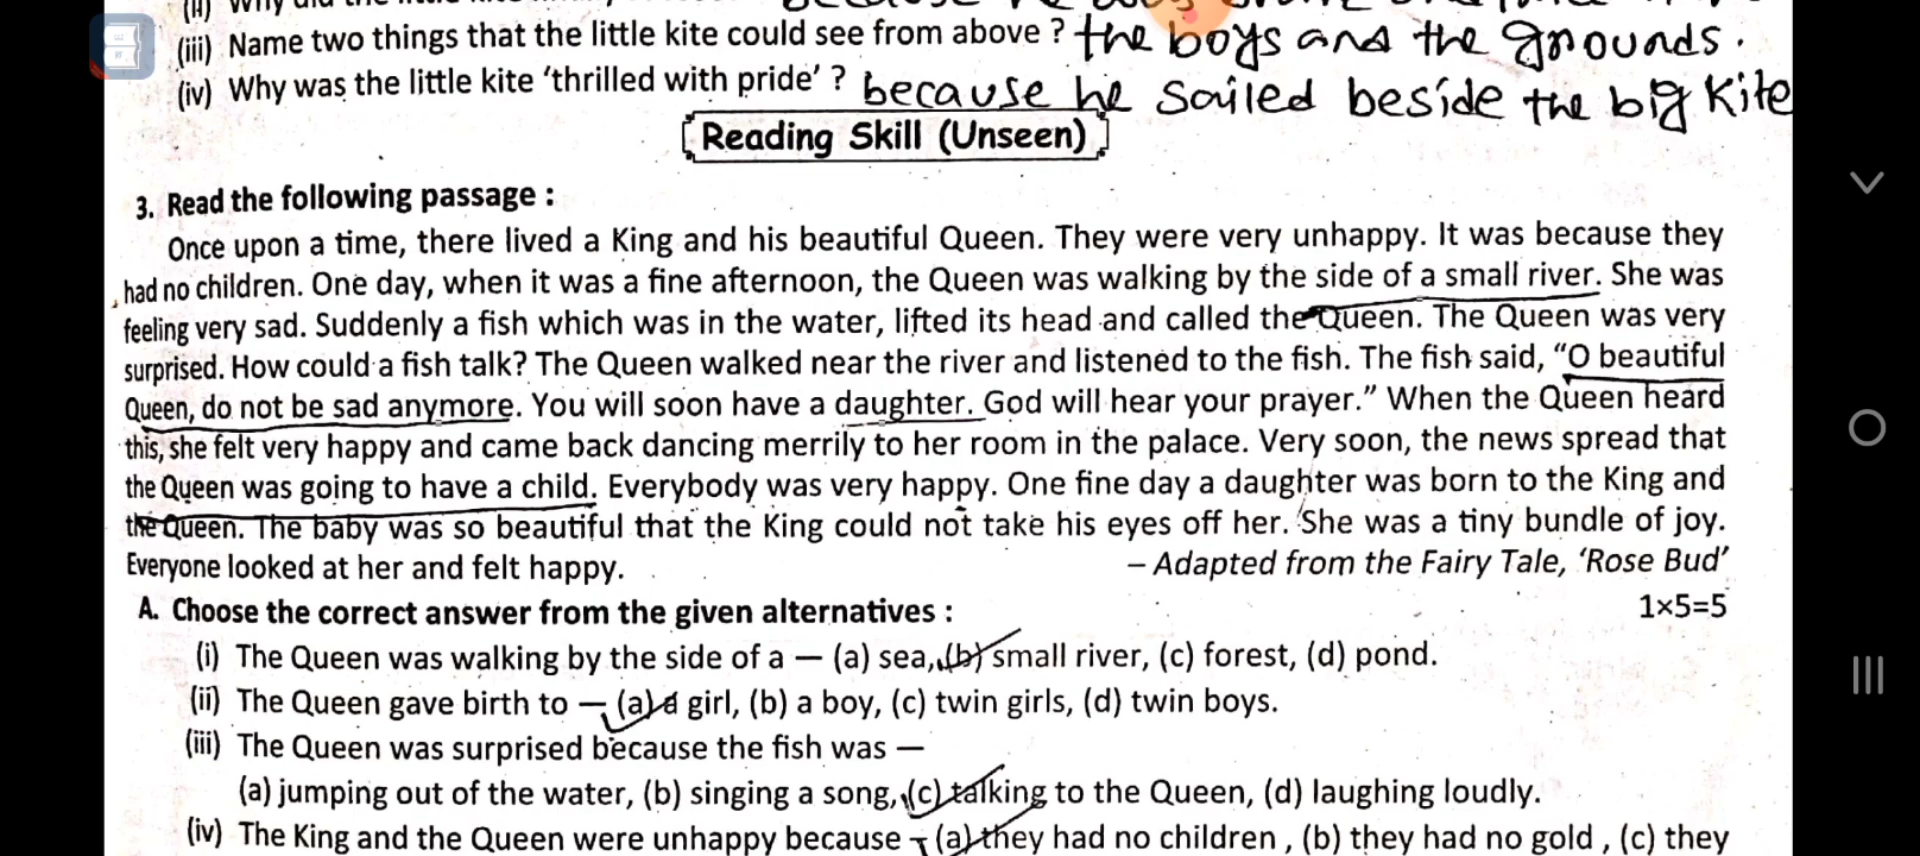 (iii) Name two things that the little kite could see from above ? the boys and the grounds.
(iv) Why was the little kite ‘thrilled with pride’ ? because he sailed beside the big kite
Reading Skill (Unseen)
3. Read the following passage :
Once upon a time, there lived a King and his beautiful Queen. They were very unhappy. It was because they
had no children. One day, when it was a fine afternoon, the Queen was walking by the side of a small river. She was
feeling very sad. Suddenly a fish which was in the water, lifted its head and called the Queen. The Queen was very
surprised. How could a fish talk? The Queen walked near the river and listened to the fish. The fish said, “O beautiful
Queen, do not be sad anymore. You will soon have a daughter. God will hear your prayer.” When the Queen heard
this, she felt very happy and came back dancing merrily to her room in the palace. Very soon, the news spread that
the Queen was going to have a child. Everybody was very happy. One fine day a daughter was born to the King and
the Queen. The baby was so beautiful that the King could not take his eyes off her. She was a tiny bundle of joy.
Everyone looked at her and felt happy.
– Adapted from the Fairy Tale, ‘Rose Bud’
A. Choose the correct answer from the given alternatives :
1×5=5
(i) The Queen was walking by the side of a — (a) sea, (b) small river, (c) forest, (d) pond.
(ii) The Queen gave birth to — (a) a girl, (b) a boy, (c) twin girls, (d) twin boys.
(iii) The Queen was surprised because the fish was —
(a) jumping out of the water, (b) singing a song, (c) talking to the Queen, (d) laughing loudly.
(iv) The King and the Queen were unhappy because – (a) they had no children , (b) they had no gold , (c) they